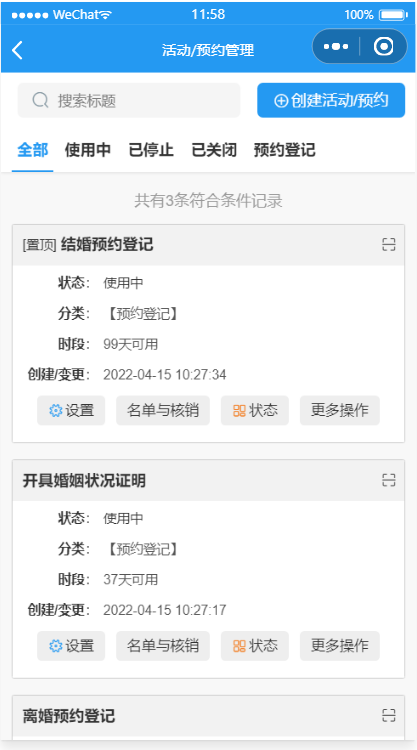 WeChat 11:58 100%
活动/预约管理
搜索标题 创建活动/预约
全部 使用中 已停止 已关闭 预约登记
共有3条符合条件记录
[置顶] 结婚预约登记
状态： 使用中
分类： 【预约登记】
时段： 99天可用
创建/变更： 2022-04-15 10:27:34
设置 名单与核销 状态 更多操作
开具婚姻状况证明
状态： 使用中
分类： 【预约登记】
时段： 37天可用
创建/变更： 2022-04-15 10:27:17
设置 名单与核销 状态 更多操作
离婚预约登记